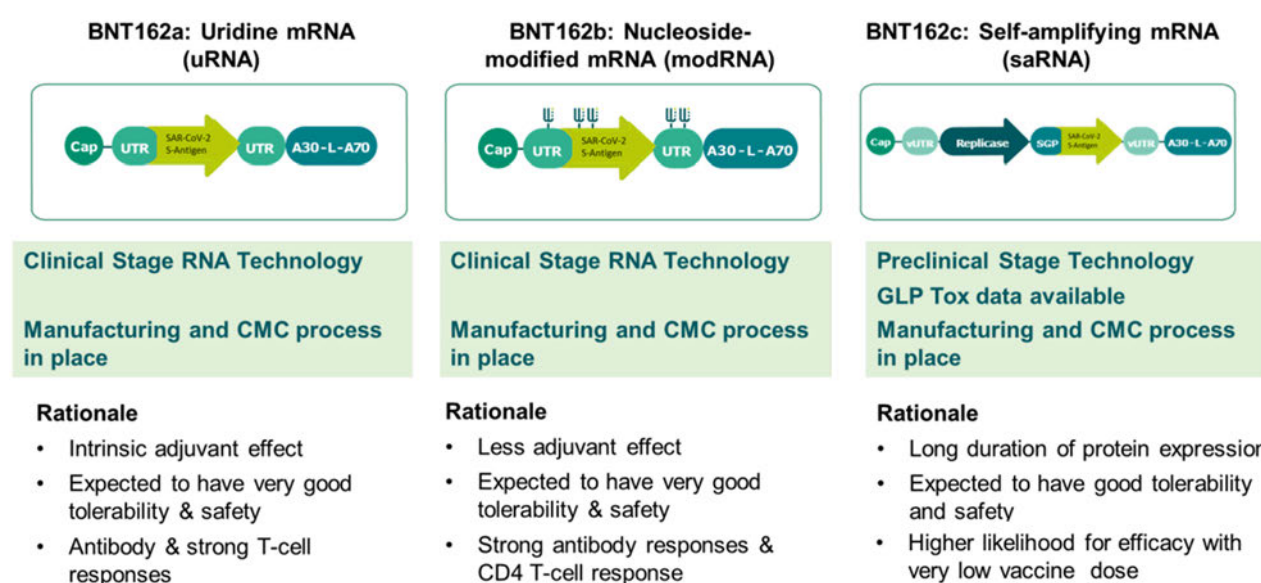 BNT162a: Uridine mRNA
(uRNA)
Cap
UTR
SAR-CoV-2
S-Antigen
UTR
A30-L-A70
Clinical Stage RNA Technology
Manufacturing and CMC process
in place
Rationale
• Intrinsic adjuvant effect
• Expected to have very good
tolerability & safety
• Antibody & strong T-cell
responses
BNT162b: Nucleoside-
modified mRNA (modRNA)
Cap
UTR
SAR-CoV-2
S-Antigen
UTR
A30-L-A70
Clinical Stage RNA Technology
Manufacturing and CMC process
in place
Rationale
• Less adjuvant effect
• Expected to have very good
tolerability & safety
• Strong antibody responses &
CD4 T-cell response
BNT162c: Self-amplifying mRNA
(saRNA)
Cap
vUTR
Replicase
SGP
SAR-CoV-2
S-Antigen
vUTR
A30-L-A70
Preclinical Stage Technology
GLP Tox data available
Manufacturing and CMC process
in place
Rationale
• Long duration of protein expression
• Expected to have good tolerability
and safety
• Higher likelihood for efficacy with
very low vaccine dose